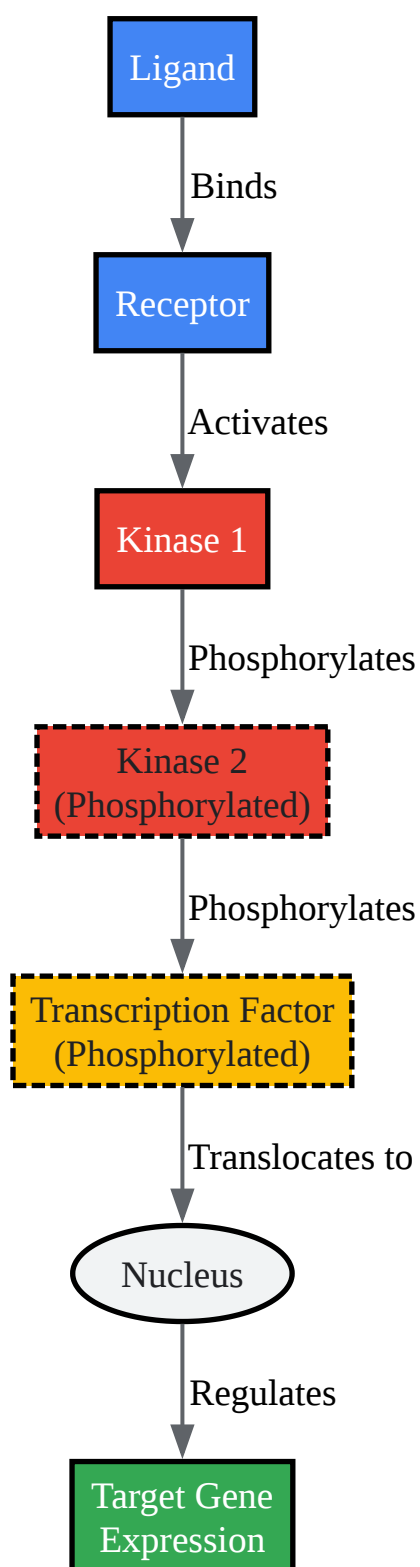 Ligand
Binds
Receptor
Activates
Kinase 1
Phosphorylates
Kinase 2
(Phosphorylated)
Phosphorylates
Transcription Factor
(Phosphorylated)
Translocates to
Nucleus
Regulates
Target Gene
Expression